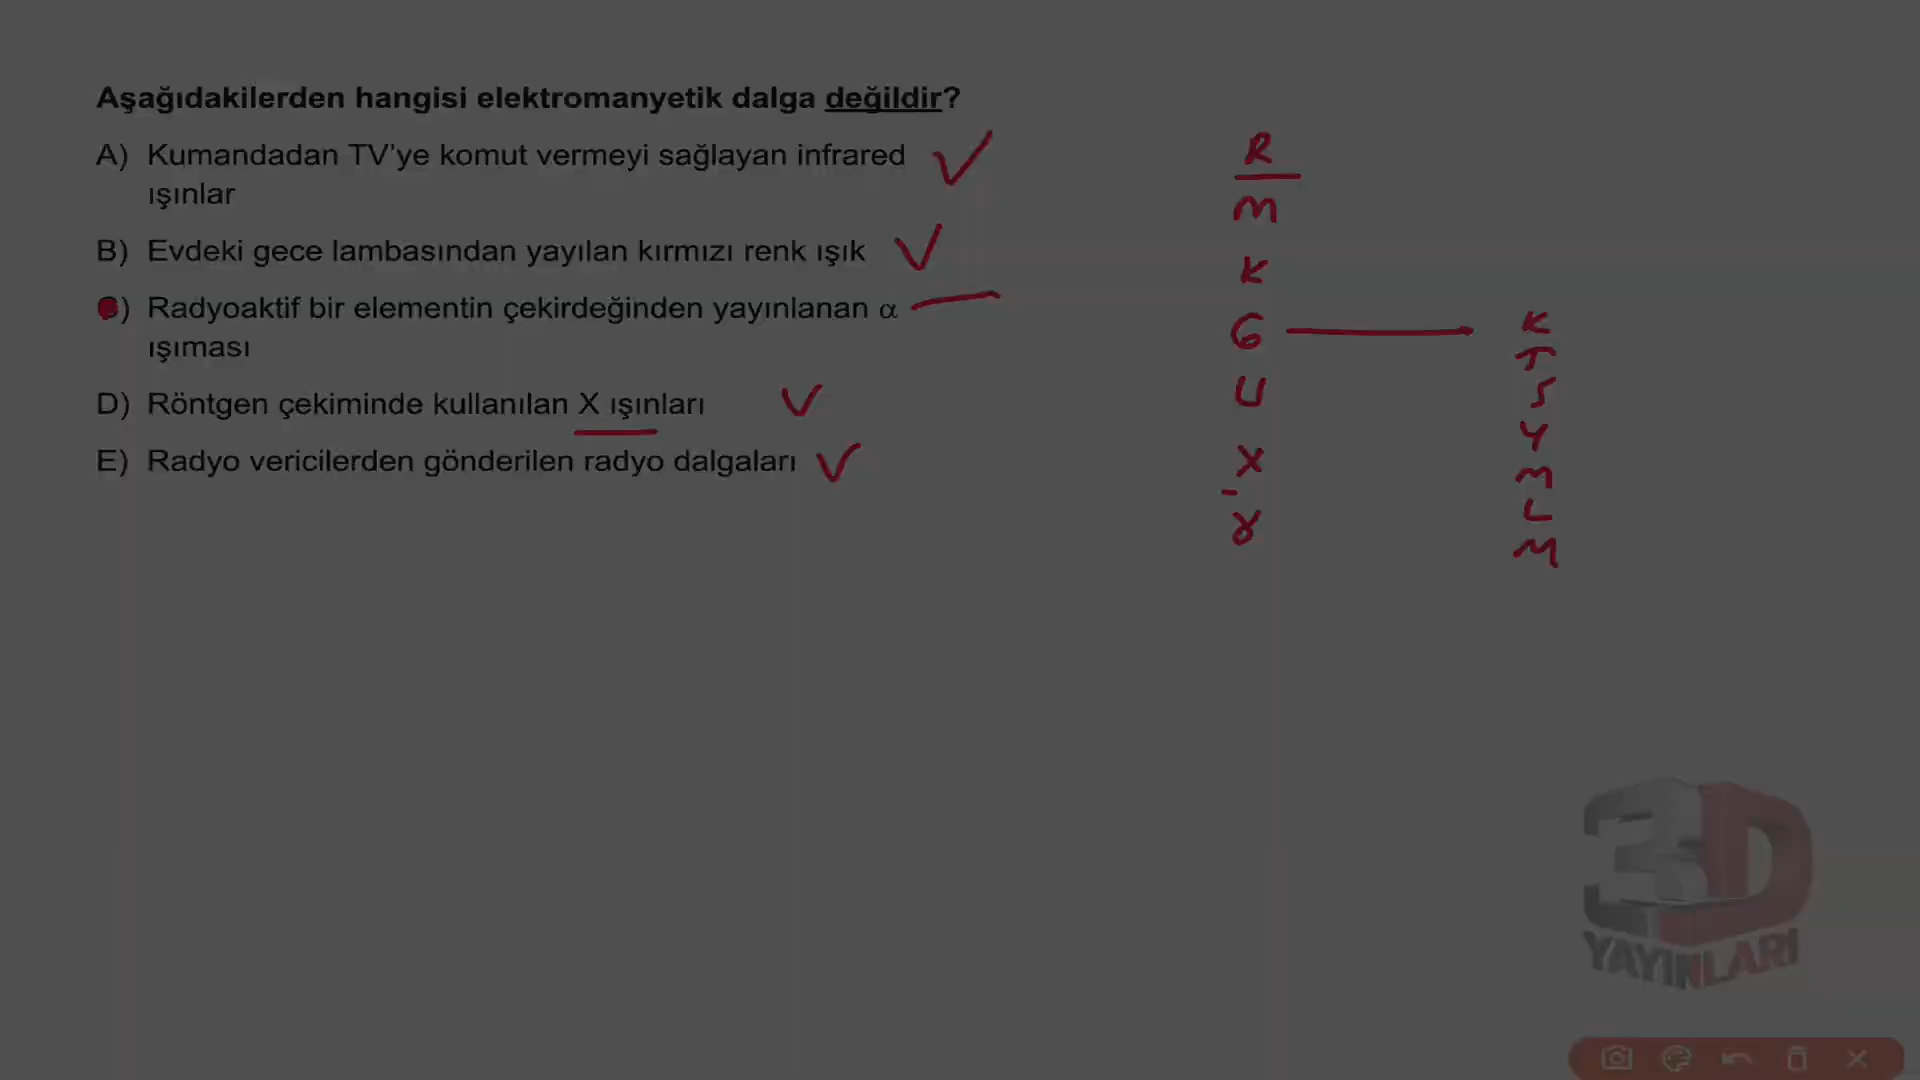 Aşağıdakilerden hangisi elektromanyetik dalga değildir?
A) Kumandadan TV'ye komut vermeyi sağlayan infrared
ışınlar
B) Evdeki gece lambasından yayılan kırmızı renk ışık
C) Radyoaktif bir elementin çekirdeğinden yayınlanan α
ışıması
D) Röntgen çekiminde kullanılan X ışınları
E) Radyo vericilerden gönderilen radyo dalgaları
R
M
K
G
U
X
γ
K
T
S
Y
M
L
M
3D
YAYINLARI